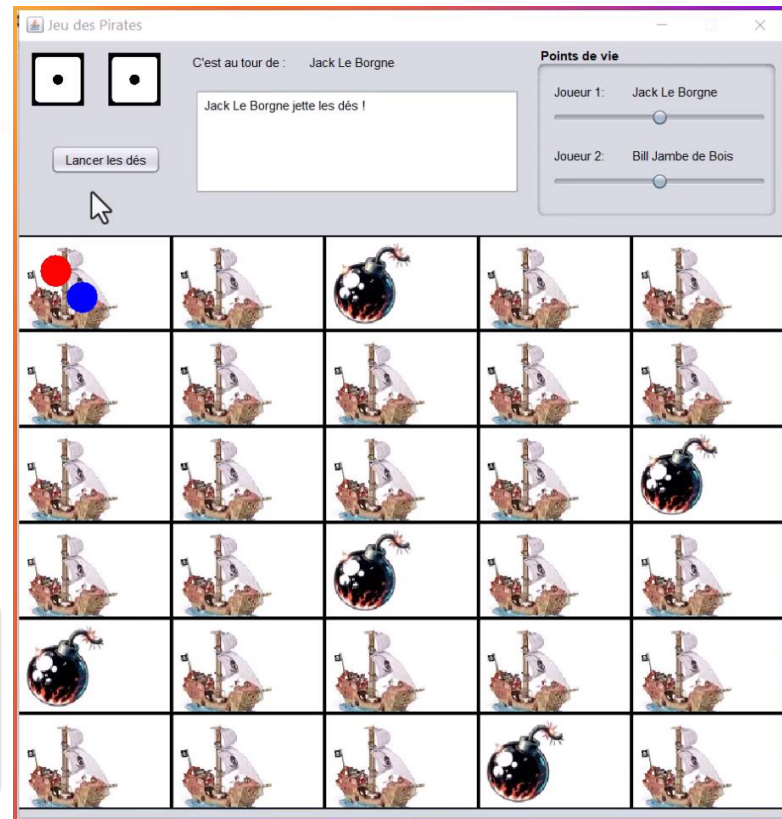 Jeu des Pirates
C'est au tour de :    Jack Le Borgne
Jack Le Borgne jette les dés !
Lancer les dés
Points de vie
Joueur 1:    Jack Le Borgne
Joueur 2:    Bill Jambe de Bois